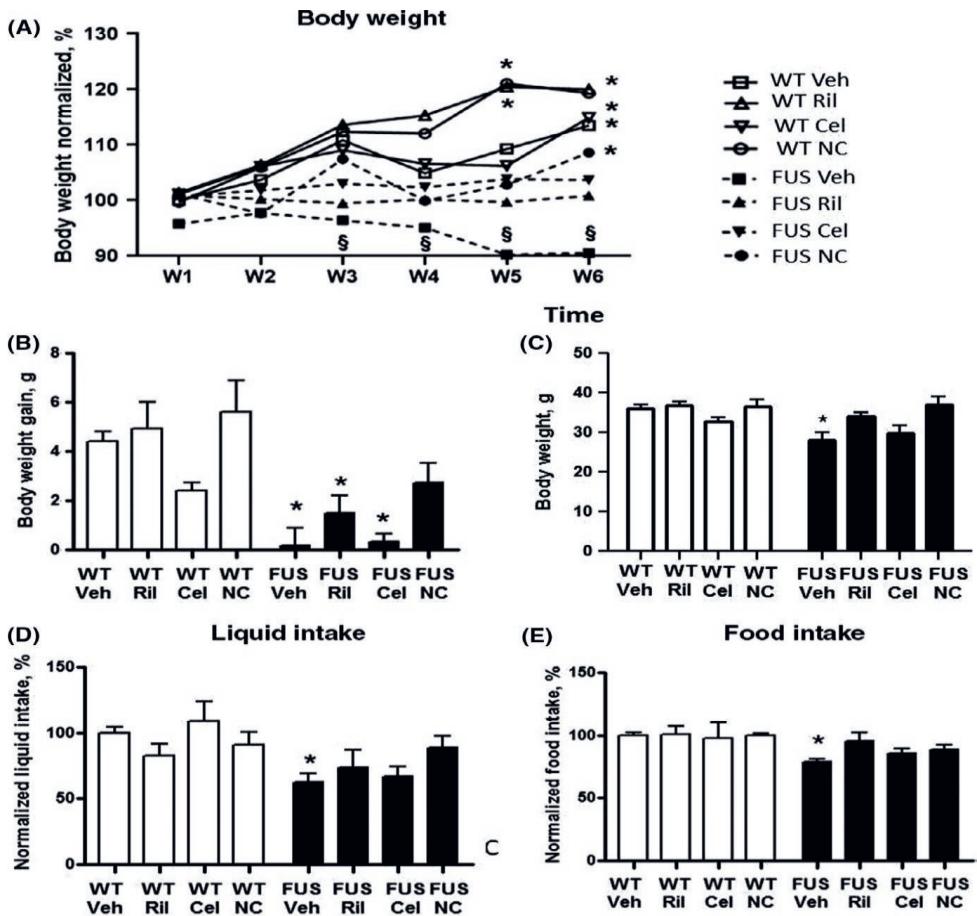 (A)
Body weight
Body weight normalized, %
130
120
110
100
90
* * * * * *
§ § § §
W1 W2 W3 W4 W5 W6
Time
WT Veh
WT Ril
WT Cel
WT NC
FUS Veh
FUS Ril
FUS Cel
FUS NC
(B)
Body weight gain, g
8
6
4
2
0
* * *
WT WT WT WT FUS FUS FUS FUS
Veh Ril Cel NC Veh Ril Cel NC
(C)
Body weight, g
50
40
30
20
10
0
*
WT WT WT WT FUS FUS FUS FUS
Veh Ril Cel NC Veh Ril Cel NC
(D)
Liquid intake
Normalized liquid intake, %
150
100
50
0
*
C
WT WT WT WT FUS FUS FUS FUS
Veh Ril Cel NC Veh Ril Cel NC
(E)
Food intake
Normalized food intake, %
150
100
50
0
*
WT WT WT WT FUS FUS FUS FUS
Veh Ril Cel NC Veh Ril Cel NC